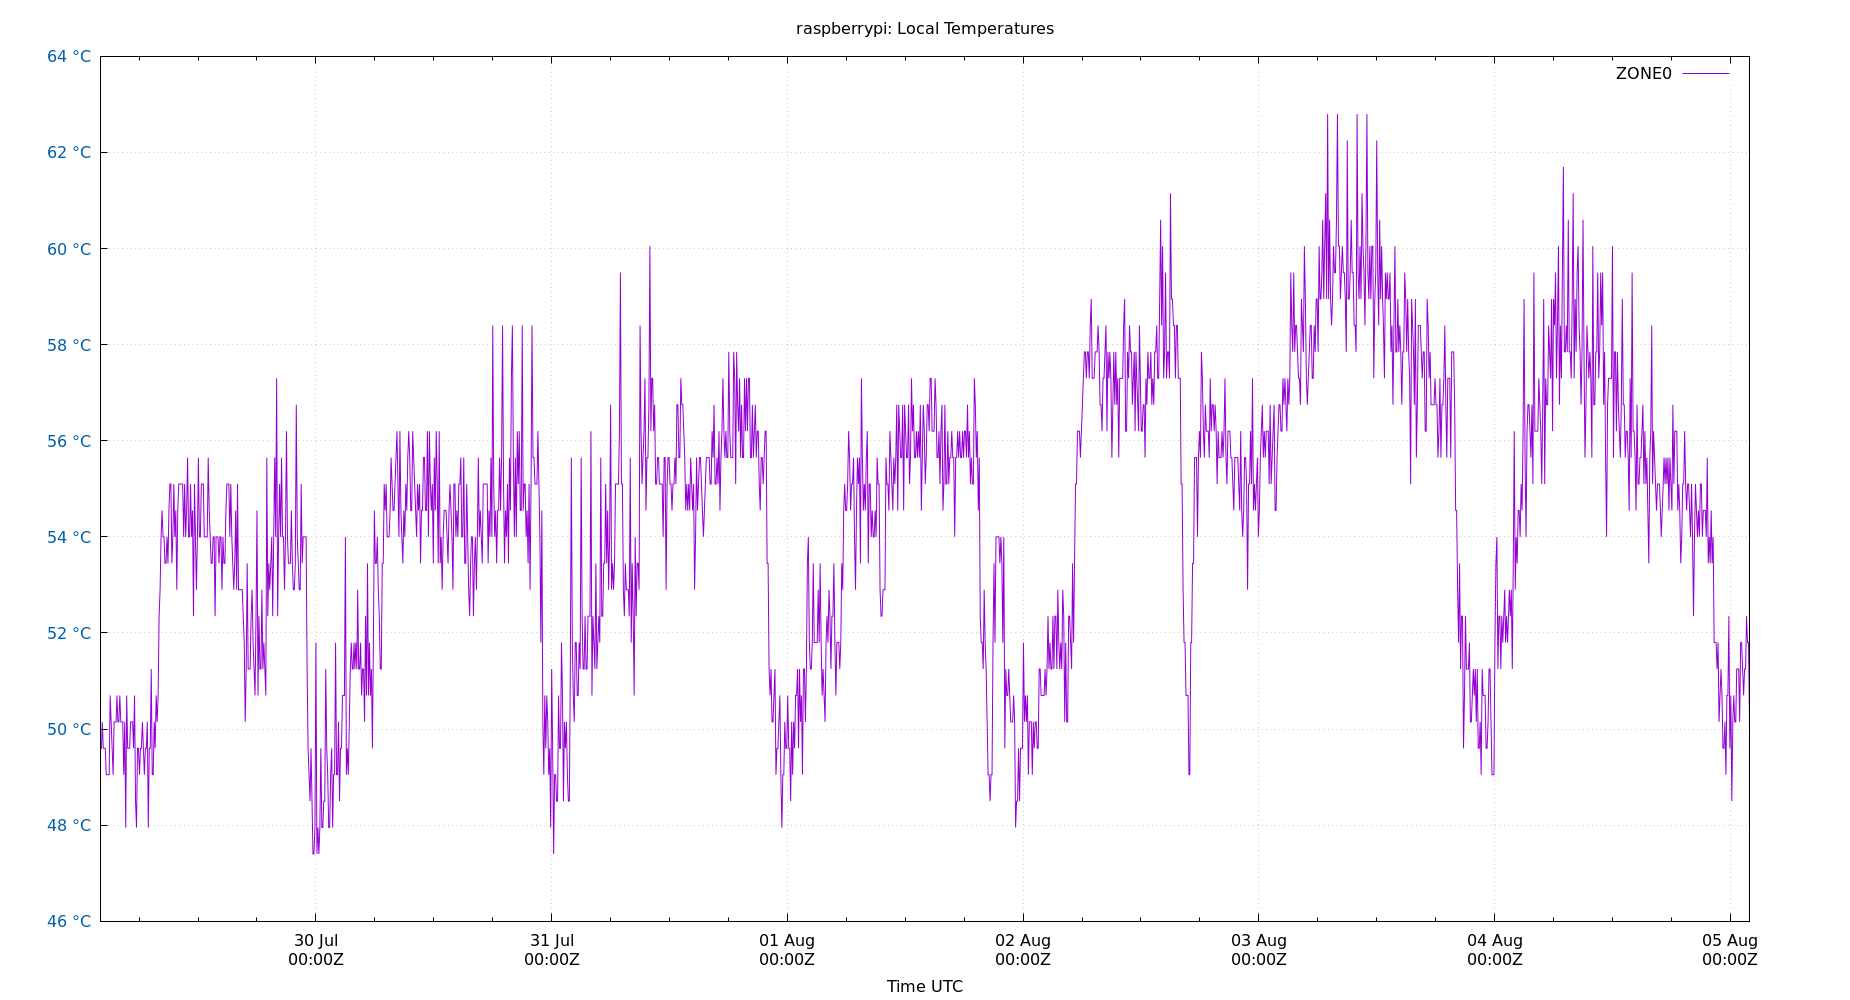 raspberrypi: Local Temperatures
64 °C
ZONE0
62 °C
60 °C
58 °C
56 °C
54 °C
52 °C
50 °C
48 °C
46 °C
30 Jul 31 Jul 01 Aug 02 Aug 03 Aug 04 Aug 05 Aug
00:00Z 00:00Z 00:00Z 00:00Z 00:00Z 00:00Z 00:00Z
Time UTC